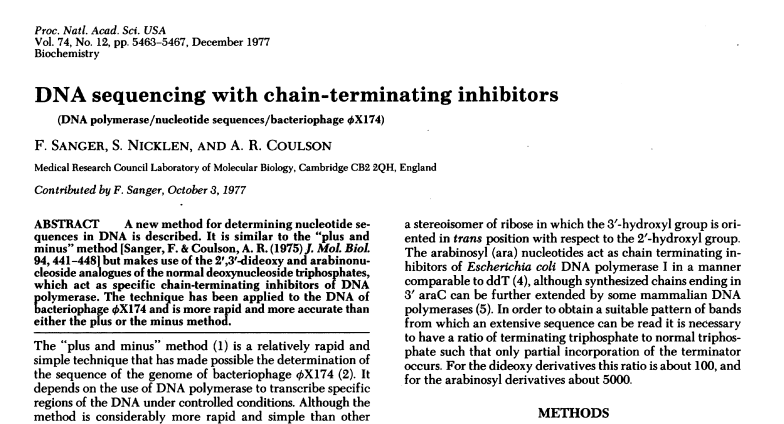 Proc. Natl. Acad. Sci. USA
Vol. 74, No. 12, pp. 5463–5467, December 1977
Biochemistry
DNA sequencing with chain-terminating inhibitors
(DNA polymerase/nucleotide sequences/bacteriophage ϕX174)
F. SANGER, S. NICKLEN, AND A. R. COULSON
Medical Research Council Laboratory of Molecular Biology, Cambridge CB2 2QH, England
Contributed by F. Sanger, October 3, 1977
ABSTRACT A new method for determining nucleotide se-
quences in DNA is described. It is similar to the “plus and
minus” method [Sanger, F. & Coulson, A. R. (1975) J. Mol. Biol.
94, 441–448] but makes use of the 2′,3′-dideoxy and arabinonu-
cleoside analogues of the normal deoxynucleoside triphosphates,
which act as specific chain-terminating inhibitors of DNA
polymerase. The technique has been applied to the DNA of
bacteriophage ϕX174 and is more rapid and more accurate than
either the plus or the minus method.
The “plus and minus” method (1) is a relatively rapid and
simple technique that has made possible the determination of
the sequence of the genome of bacteriophage ϕX174 (2). It
depends on the use of DNA polymerase to transcribe specific
regions of the DNA under controlled conditions. Although the
method is considerably more rapid and simple than other
a stereoisomer of ribose in which the 3′-hydroxyl group is ori-
ented in trans position with respect to the 2′-hydroxyl group.
The arabinosyl (ara) nucleotides act as chain terminating in-
hibitors of Escherichia coli DNA polymerase I in a manner
comparable to ddT (4), although synthesized chains ending in
3′ araC can be further extended by some mammalian DNA
polymerases (5). In order to obtain a suitable pattern of bands
from which an extensive sequence can be read it is necessary
to have a ratio of terminating triphosphate to normal triphos-
phate such that only partial incorporation of the terminator
occurs. For the dideoxy derivatives this ratio is about 100, and
for the arabinosyl derivatives about 5000.
METHODS